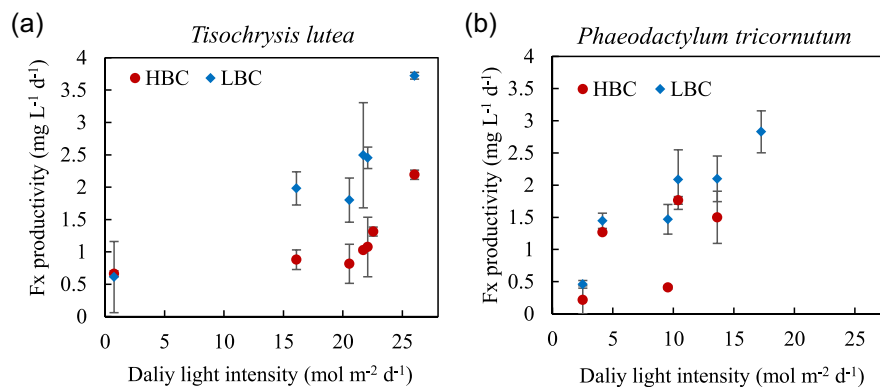 (a)
Tisochrysis lutea
Fx productivity (mg L-1 d-1)
4
3.5
3
2.5
2
1.5
1
0.5
0
HBC LBC
0 5 10 15 20 25
Daliy light intensity (mol m-2 d-1)
(b)
Phaeodactylum tricornutum
Fx productivity (mg L-1 d-1)
4
3.5
3
2.5
2
1.5
1
0.5
0
HBC LBC
0 5 10 15 20 25
Daliy light intensity (mol m-2 d-1)